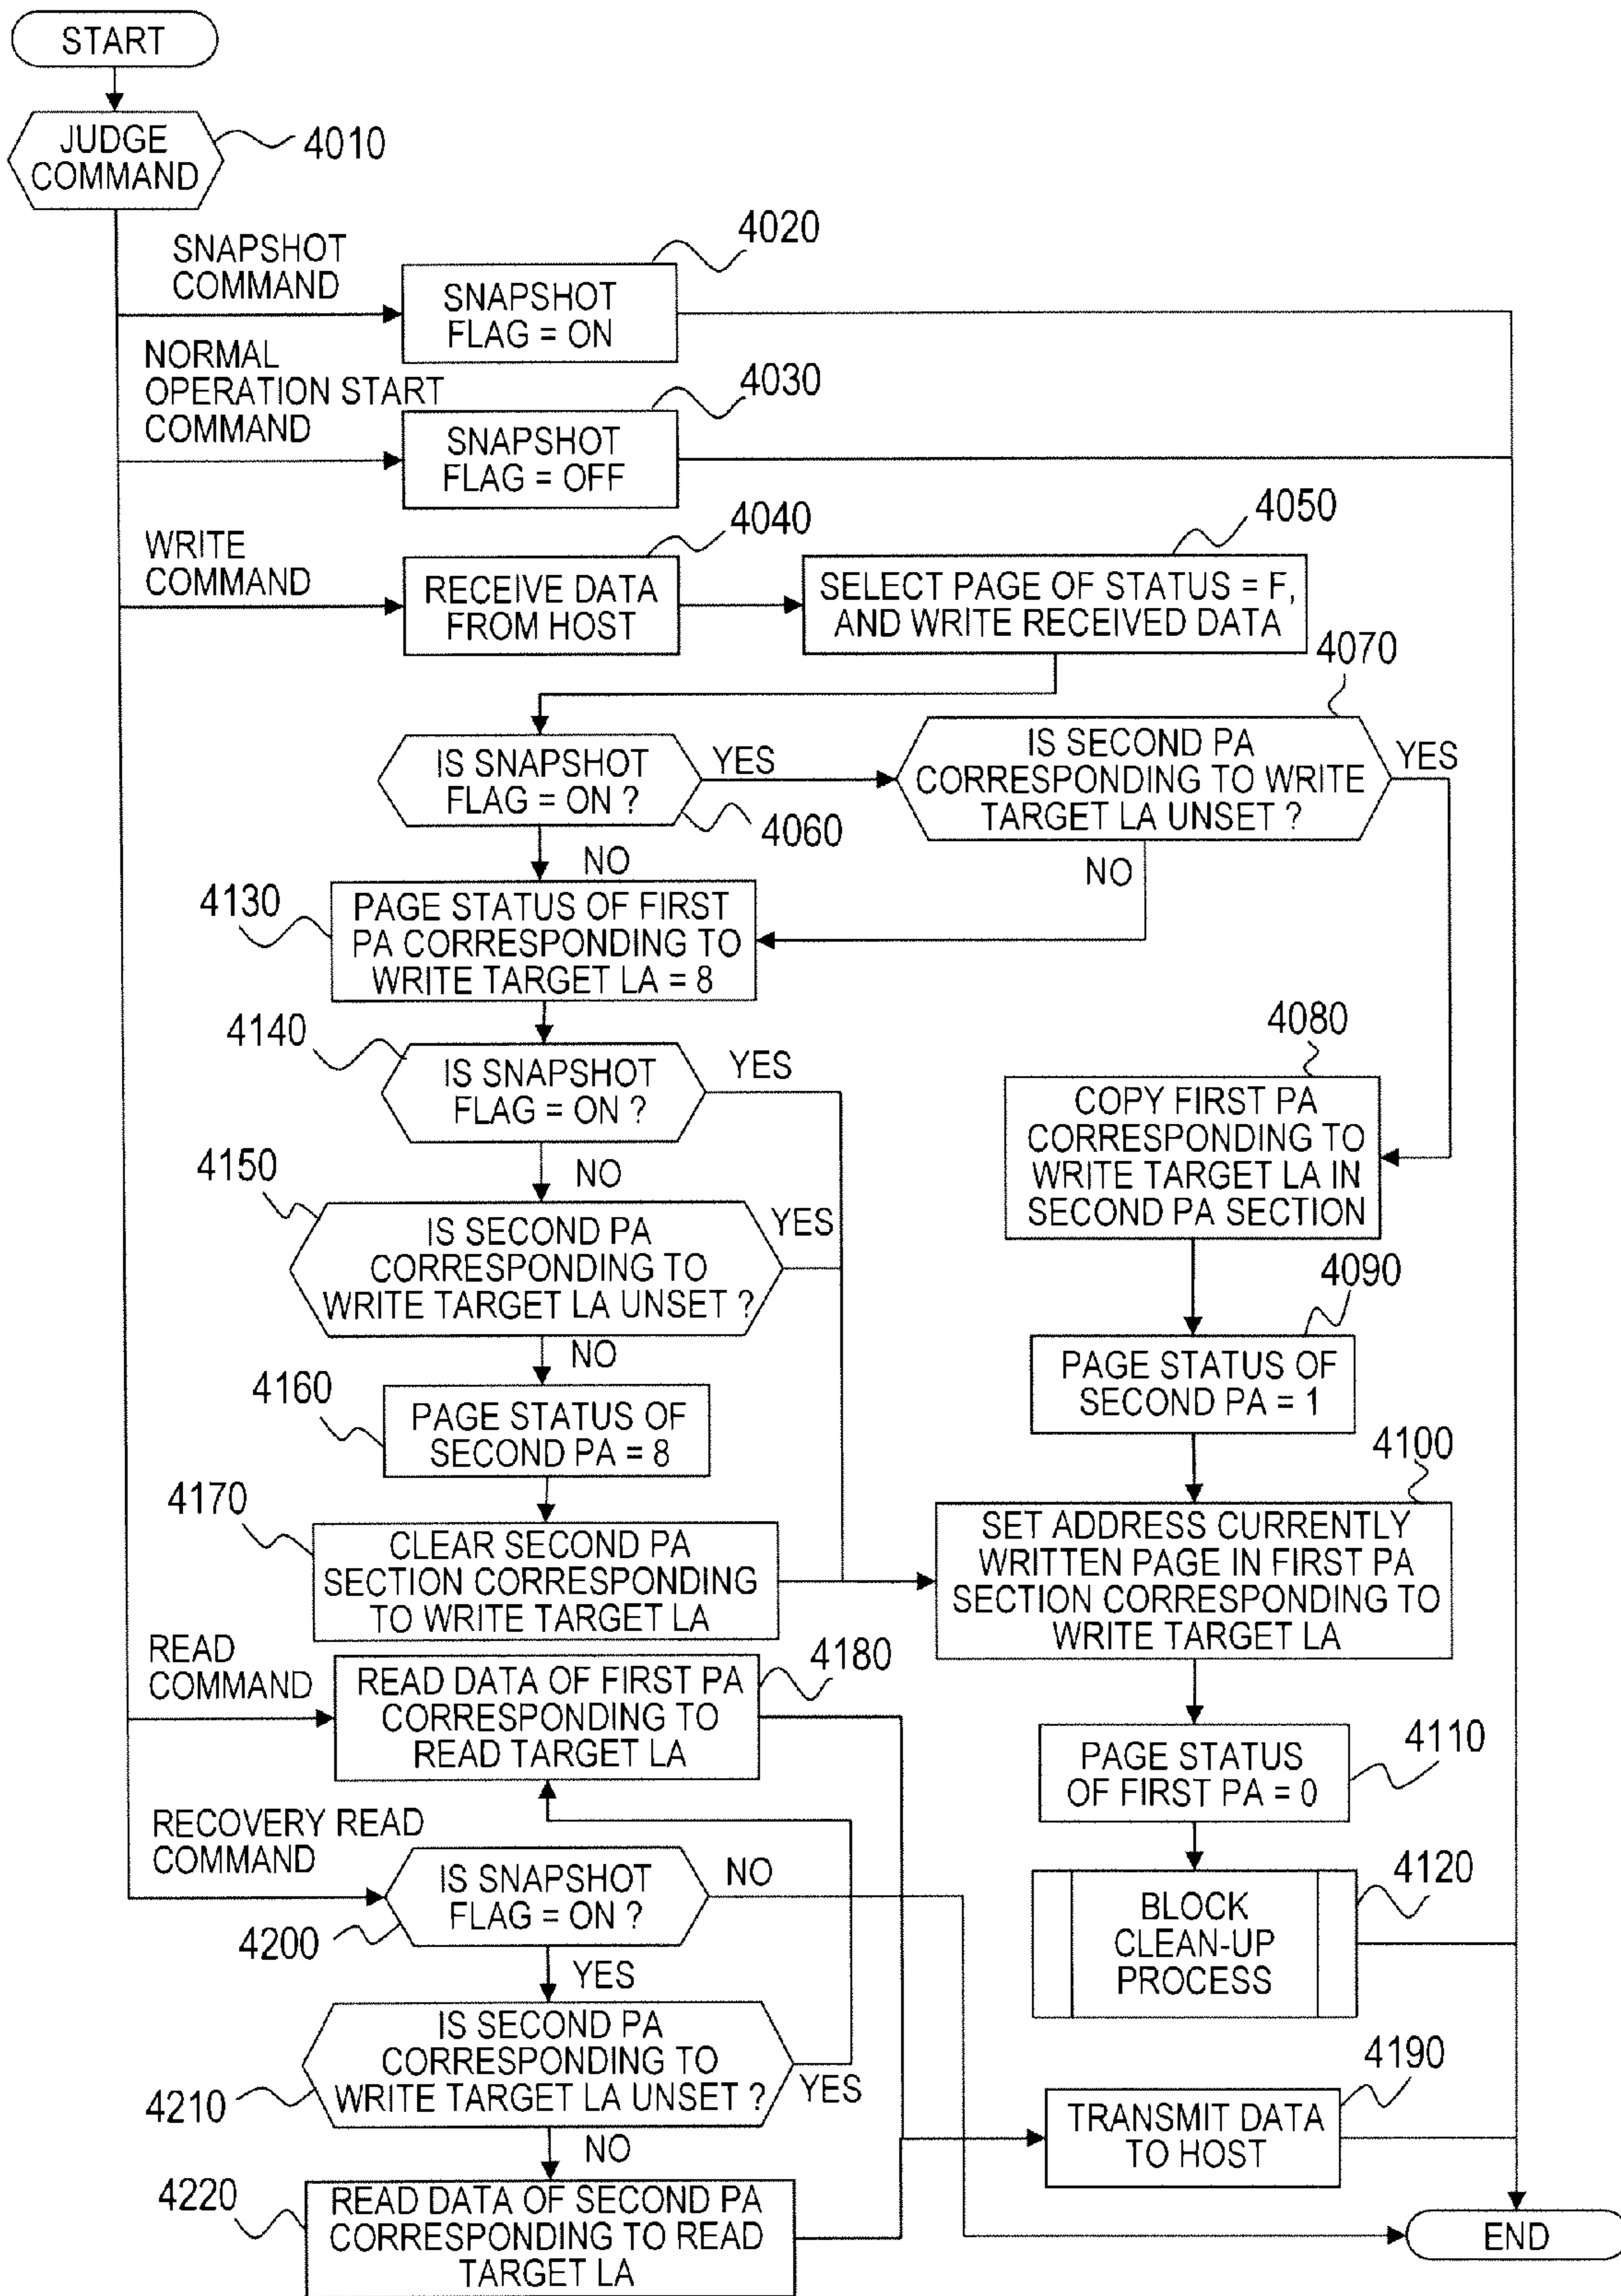 START
JUDGE
COMMAND
4010
SNAPSHOT
COMMAND
4020
SNAPSHOT
FLAG = ON
NORMAL
OPERATION START
COMMAND
4030
SNAPSHOT
FLAG = OFF
WRITE
COMMAND
4040
RECEIVE DATA
FROM HOST
4050
SELECT PAGE OF STATUS = F,
AND WRITE RECEIVED DATA
4060
IS SNAPSHOT
FLAG = ON ?
YES
NO
4070
IS SECOND PA
CORRESPONDING TO WRITE
TARGET LA UNSET ?
YES
NO
4130
PAGE STATUS OF FIRST
PA CORRESPONDING TO
WRITE TARGET LA = 8
4140
IS SNAPSHOT
FLAG = ON ?
YES
NO
4150
IS SECOND PA
CORRESPONDING TO
WRITE TARGET LA UNSET ?
YES
NO
4160
PAGE STATUS OF
SECOND PA = 8
4170
CLEAR SECOND PA
SECTION CORRESPONDING
TO WRITE TARGET LA
4080
COPY FIRST PA
CORRESPONDING TO
WRITE TARGET LA IN
SECOND PA SECTION
4090
PAGE STATUS OF
SECOND PA = 1
4100
SET ADDRESS CURRENTLY
WRITTEN PAGE IN FIRST PA
SECTION CORRESPONDING TO
WRITE TARGET LA
4110
PAGE STATUS
OF FIRST PA = 0
4120
BLOCK
CLEAN-UP
PROCESS
READ
COMMAND
4180
READ DATA OF FIRST PA
CORRESPONDING TO
READ TARGET LA
RECOVERY READ
COMMAND
4200
IS SNAPSHOT
FLAG = ON ?
NO
YES
4210
IS SECOND PA
CORRESPONDING TO
WRITE TARGET LA UNSET ?
YES
NO
4220
READ DATA OF SECOND PA
CORRESPONDING TO READ
TARGET LA
4190
TRANSMIT DATA
TO HOST
END